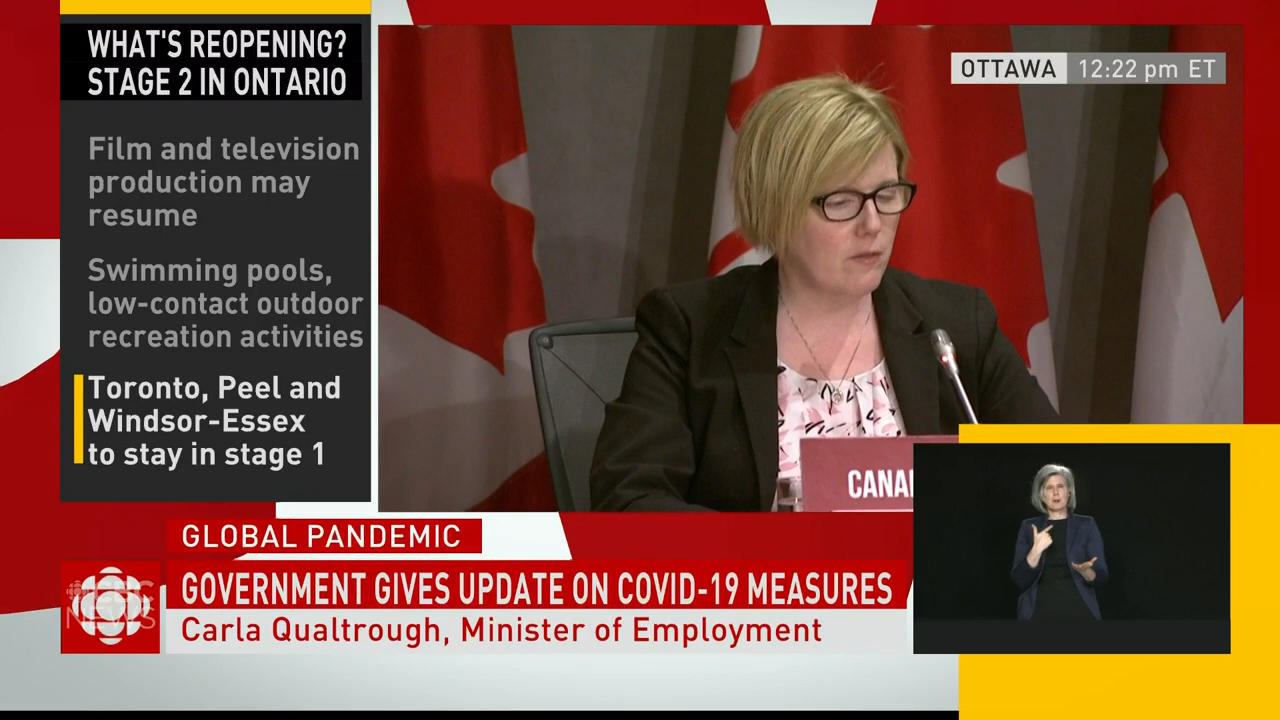 WHAT'S REOPENING?
STAGE 2 IN ONTARIO
Film and television
production may
resume
Swimming pools,
low-contact outdoor
recreation activities
Toronto, Peel and
Windsor-Essex
to stay in stage 1
OTTAWA 12:22 pm ET
CANA
GLOBAL PANDEMIC
GOVERNMENT GIVES UPDATE ON COVID-19 MEASURES
Carla Qualtrough, Minister of Employment
CBC
NEWS